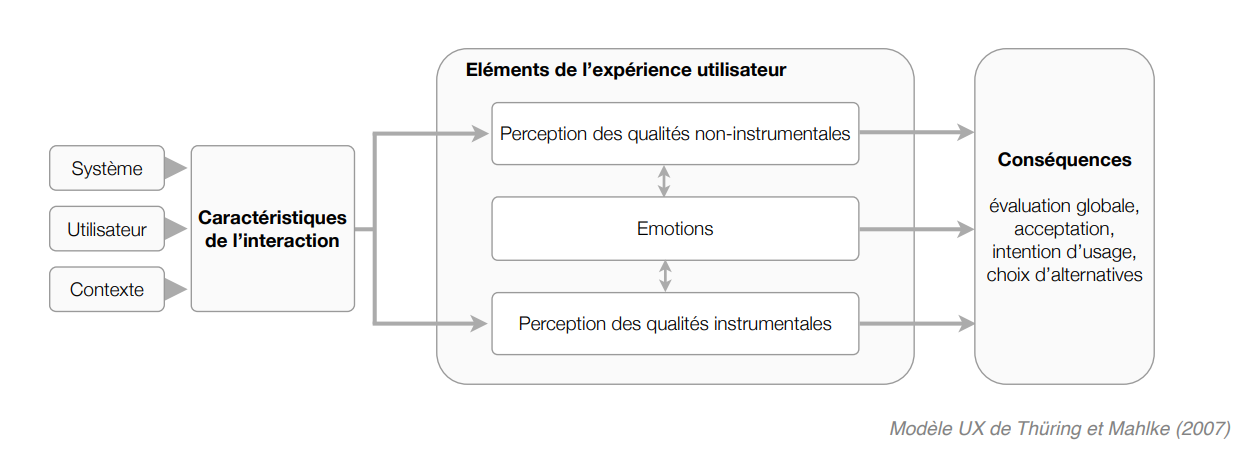 Eléments de l’expérience utilisateur
Système
Utilisateur
Contexte
Caractéristiques
de l’interaction
Perception des qualités non-instrumentales
Emotions
Perception des qualités instrumentales
Conséquences
évaluation globale,
acceptation,
intention d’usage,
choix d’alternatives
Modèle UX de Thüring et Mahlke (2007)